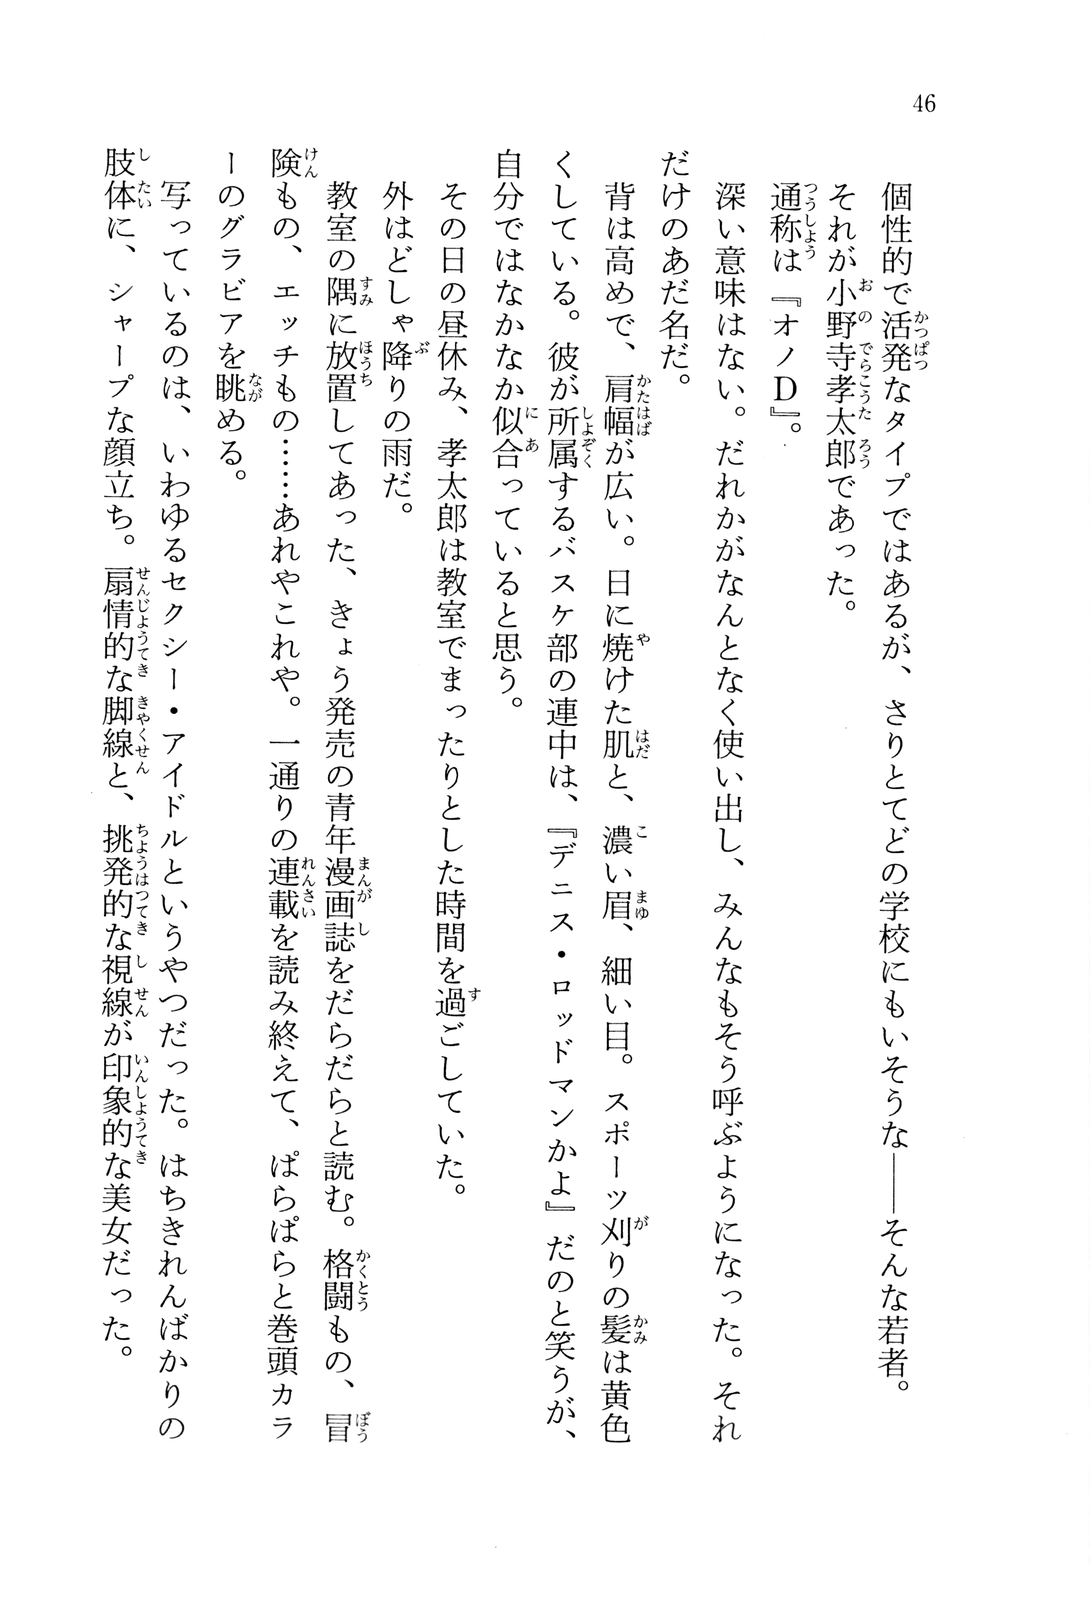 46
個性的で活発なタイプではあるが、さりとてどの学校にもいそうな――そんな若者。
それが小野寺孝太郎であった。
通称は『オノD』。
深い意味はない。だれかがなんとなく使い出し、みんなもそう呼ぶようになった。それ
だけのあだ名だ。
背は高めで、肩幅が広い。日に焼けた肌と、濃い眉、細い目。スポーツ刈りの髪は黄色
くしている。彼が所属するバスケ部の連中は、『デニス・ロッドマンかよ』だのと笑うが、
自分ではなかなか似合っていると思う。
その日の昼休み、孝太郎は教室でまったりとした時間を過ごしていた。
外はどしゃ降りの雨だ。
教室の隅に放置してあった、きょう発売の青年漫画誌をだらだらと読む。格闘もの、冒
険もの、エッチもの……あれやこれや。一通りの連載を読み終えて、ぱらぱらと巻頭カラ
ーのグラビアを眺める。
写っているのは、いわゆるセクシー・アイドルというやつだった。はちきれんばかりの
肢体に、シャープな顔立ち。扇情的な脚線と、挑発的な視線が印象的な美女だった。